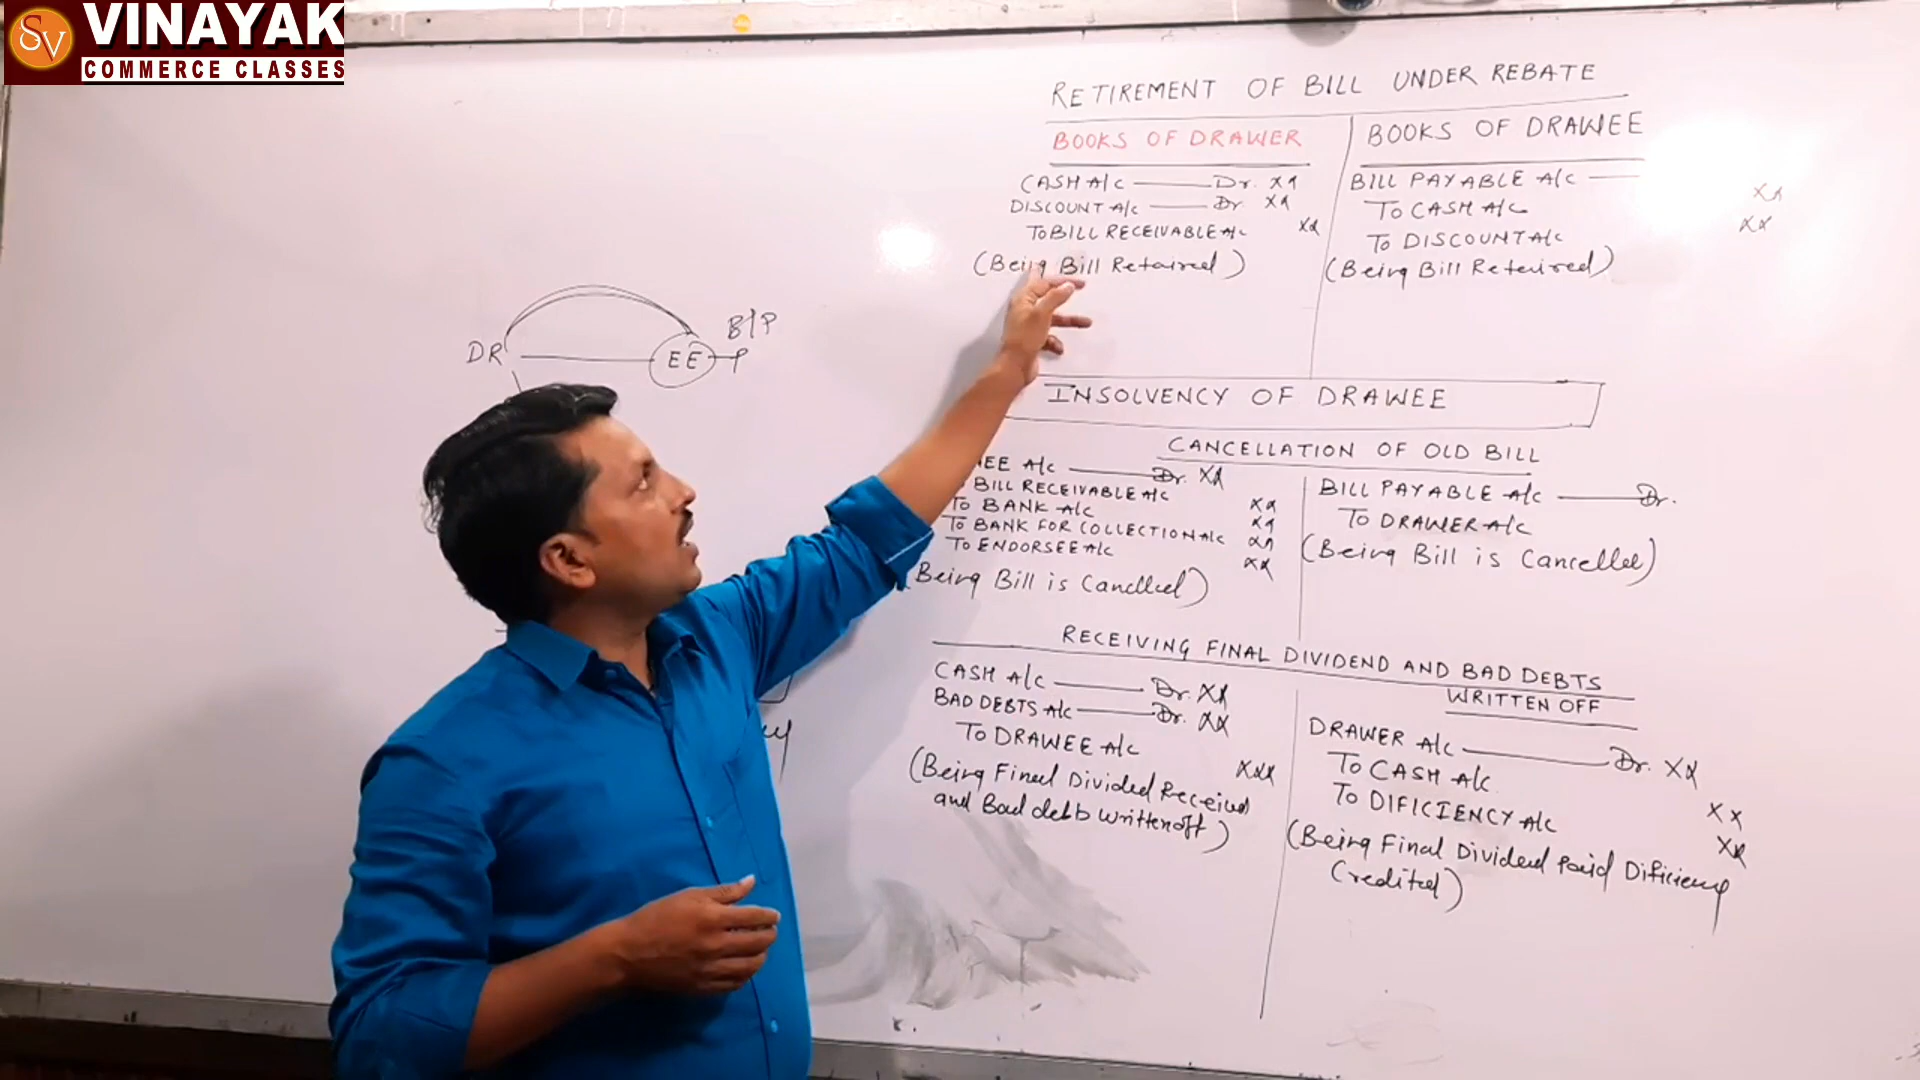 SV VINAYAK
COMMERCE CLASSES
RETIREMENT OF BILL UNDER REBATE
BOOKS OF DRAWER
CASH A/c Dr. XX
DISCOUNT A/c Dr. XX
TO BILL RECEIVABLE A/c XX
(Being Bill Retaired)
BOOKS OF DRAWEE
BILL PAYABLE A/c
TO CASH A/c XX
TO DISCOUNT A/c XX
(Being Bill Reteired)
DR EE B/P
P
INSOLVENCY OF DRAWEE
CANCELLATION OF OLD BILL
EE A/c Dr. XX
BILL RECEIVABLE A/c XX
TO BANK A/c XX
TO BANK FOR COLLECTION A/c XX
TO ENDORSEE A/c XX
(Being Bill is Cancelled)
BILL PAYABLE A/c Dr.
TO DRAWER A/c
(Being Bill is Cancelled)
RECEIVING FINAL DIVIDEND AND BAD DEBTS
WRITTEN OFF
CASH A/c Dr. XX
BAD DEBTS A/c Dr. XX
TO DRAWEE A/c XXX
(Being Final Divided Received
and Bad debts written off)
DRAWER A/c Dr. XX
TO CASH A/c XX
TO DIFICIENCY A/c XX
(Being Final Dividend Paid Dificiency
Credited)